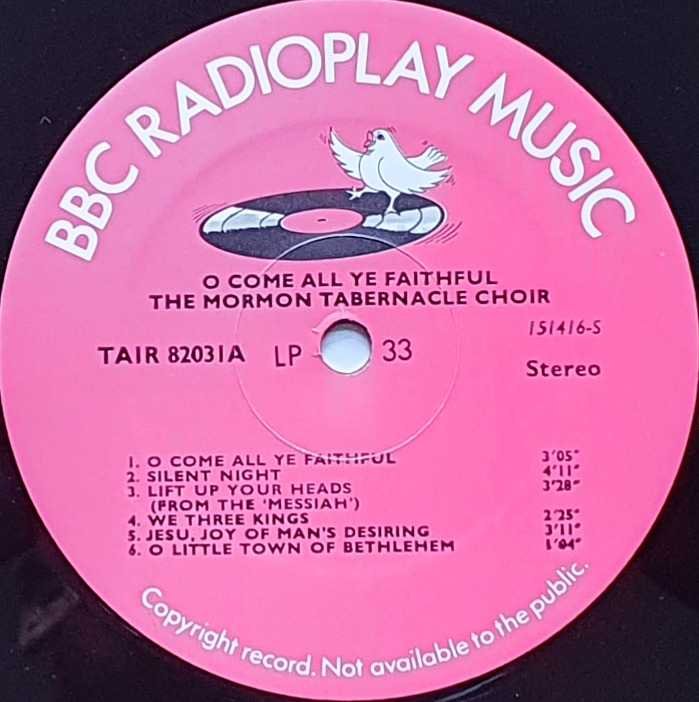 BBC RADIOPLAY MUSIC
O COME ALL YE FAITHFUL
THE MORMON TABERNACLE CHOIR
151416-S
TAIR 82031A LP 33
Stereo
1. O COME ALL YE FAITHFUL 3'05"
2. SILENT NIGHT 4'11"
3. LIFT UP YOUR HEADS 3'28"
(FROM THE 'MESSIAH')
4. WE THREE KINGS 2'25"
5. JESU, JOY OF MAN'S DESIRING 3'11"
6. O LITTLE TOWN OF BETHLEHEM
Copyright record. Not available to the public.